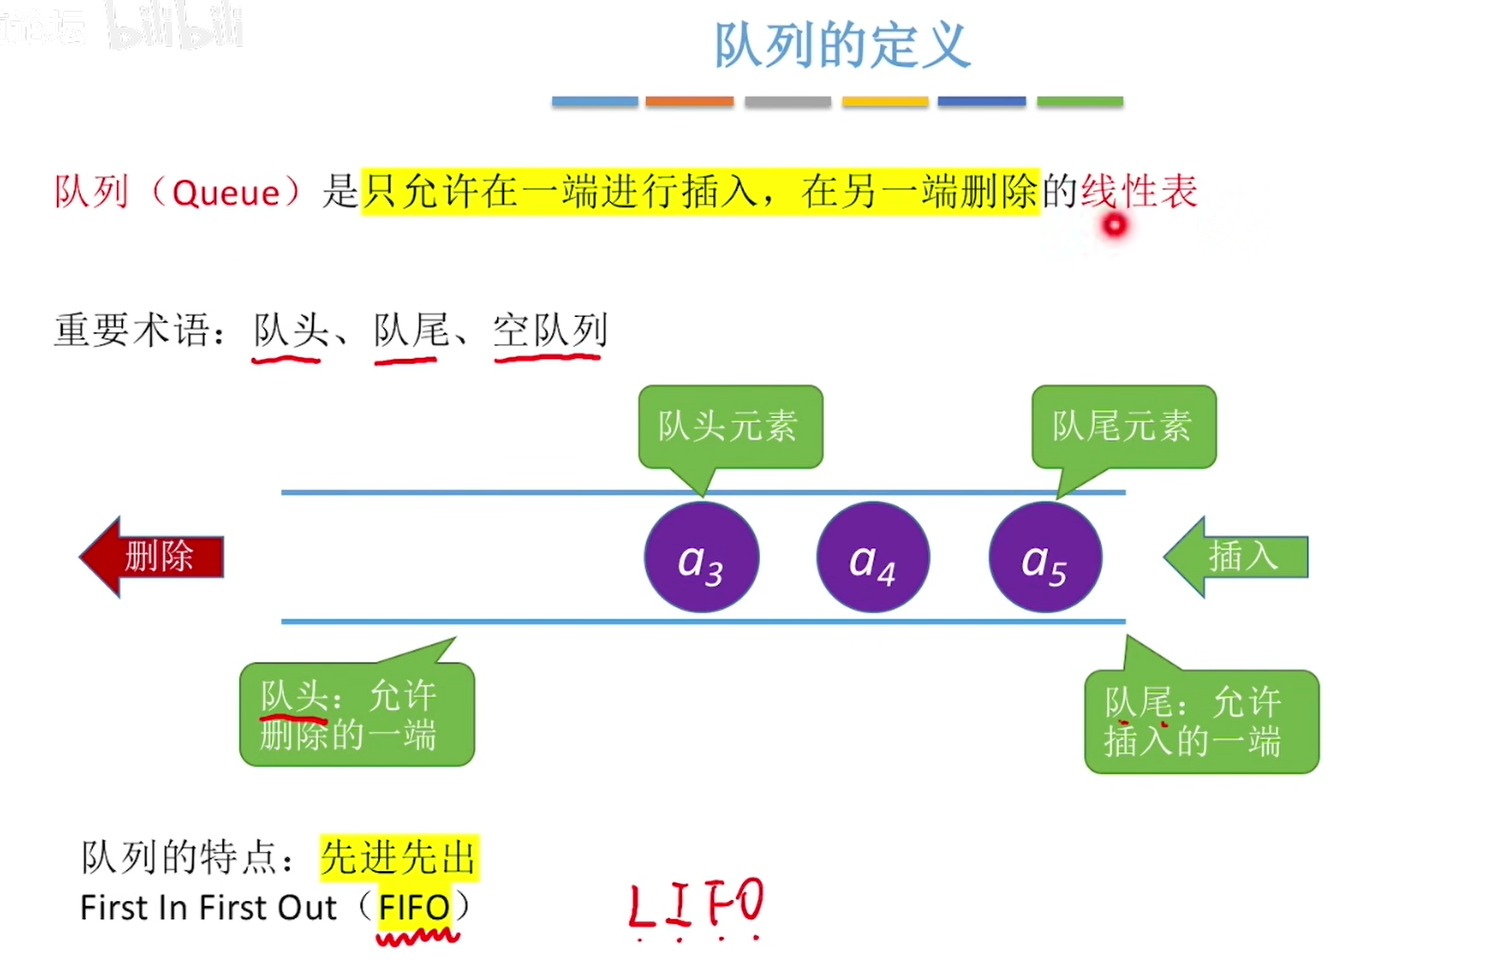 bilibili
队列的定义
队列（Queue）是只允许在一端进行插入，在另一端删除的线性表
重要术语：队头、队尾、空队列
队头元素
队尾元素
删除
a3
a4
a5
插入
队头：允许
删除的一端
队尾：允许
插入的一端
队列的特点：先进先出
First In First Out（FIFO）
LIFO